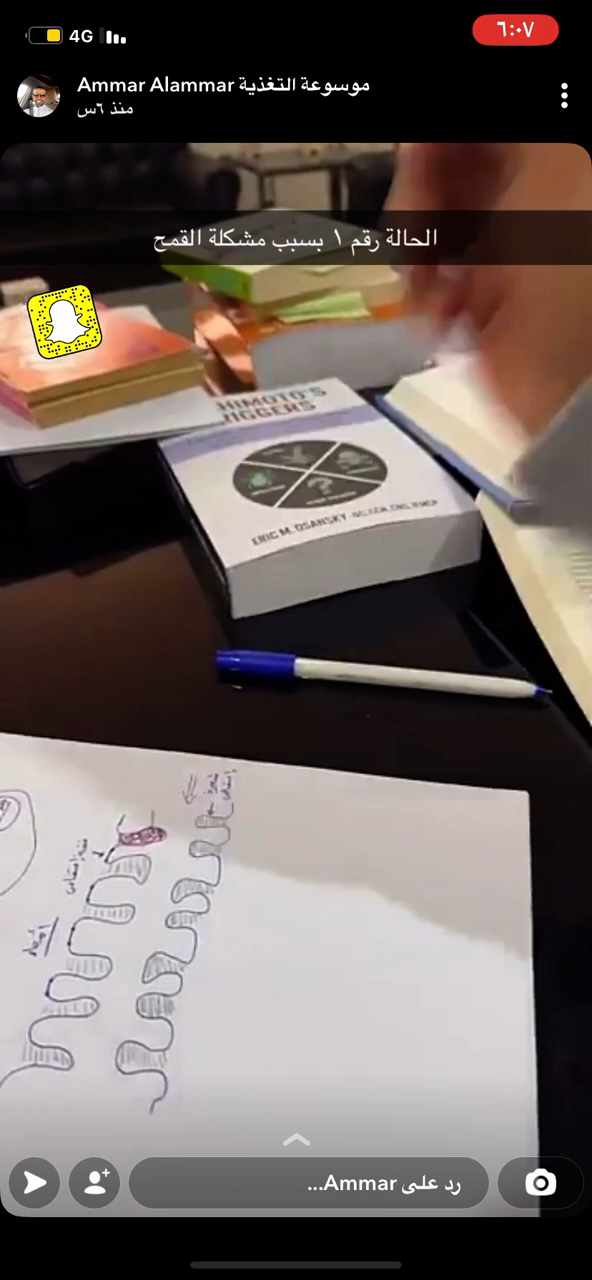 4G
٦:٠٧
Ammar Alammar موسوعة التغذية
منذ ٦س
الحالة رقم ١ بسبب مشكلة القمح
HIMOTO'S
RIGGERS
ERIC M. OSANSKY
رد على Ammar...